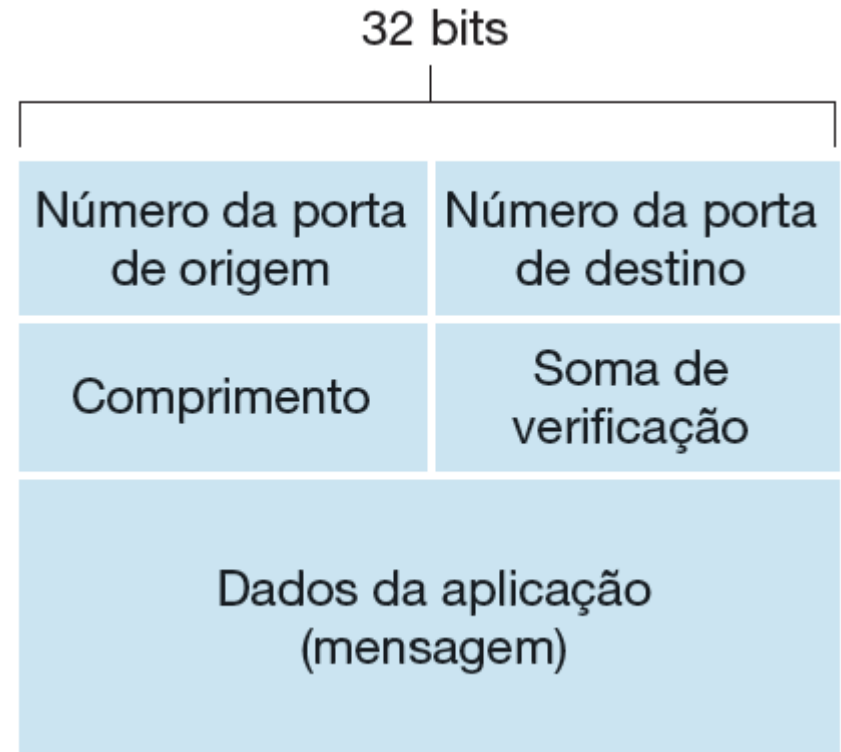 32 bits
Número da porta
de origem
Número da porta
de destino
Comprimento
Soma de
verificação
Dados da aplicação
(mensagem)